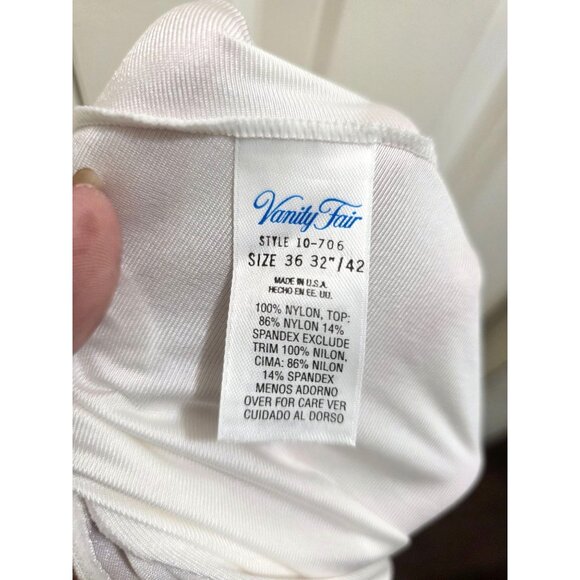 Vanity Fair
STYLE 10-706
SIZE 36 32"/42
MADE IN U.S.A.
HECHO EN EE. UU.
100% NYLON, TOP:
86% NYLON 14%
SPANDEX EXCLUDE
TRIM 100% NILON.
CIMA: 86% NILON
14% SPANDEX
MENOS ADORNO
OVER FOR CARE VER
CUIDADO AL DORSO